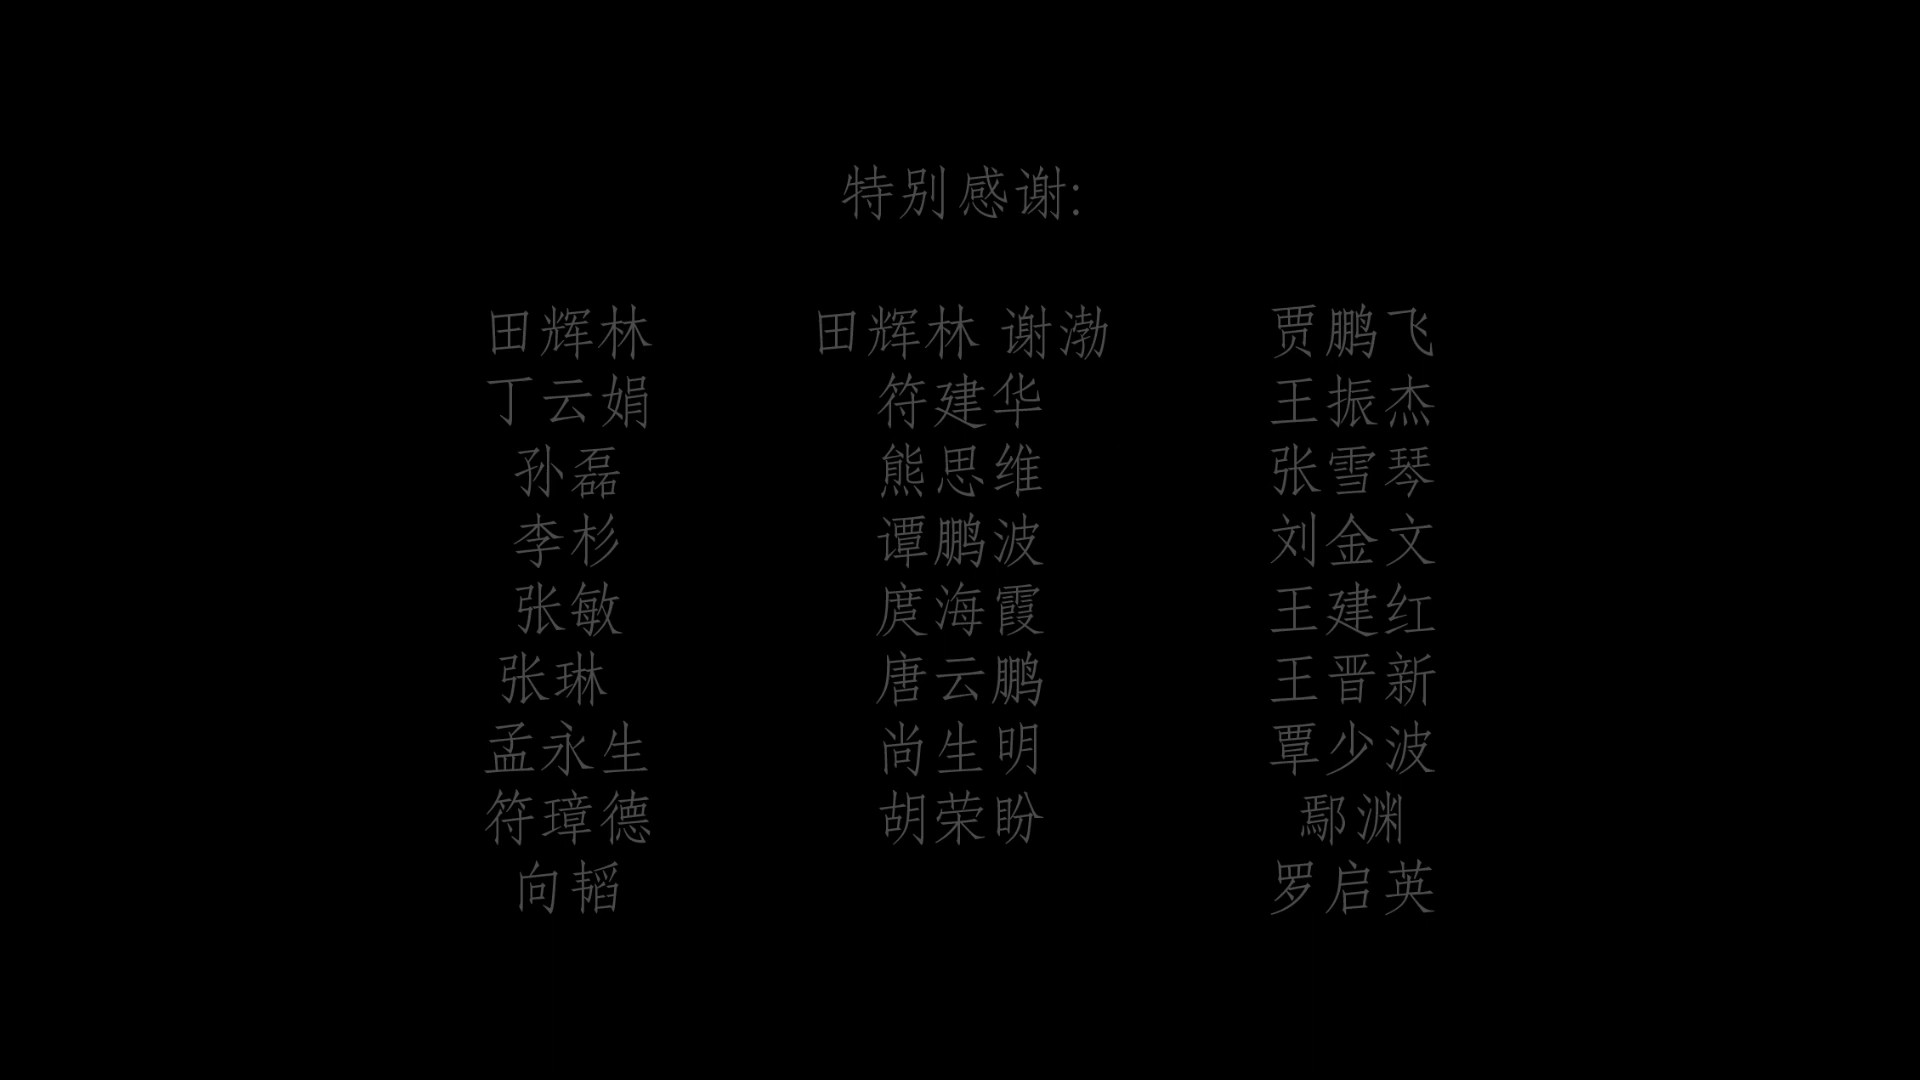 特别感谢:
田辉林 田辉林 谢渤 贾鹏飞
丁云娟 符建华 王振杰
孙磊 熊思维 张雪琴
李杉 谭鹏波 刘金文
张敏 庹海霞 王建红
张琳 唐云鹏 王晋新
孟永生 尚生明 覃少波
符璋德 胡荣盼 鄢渊
向韬 罗启英